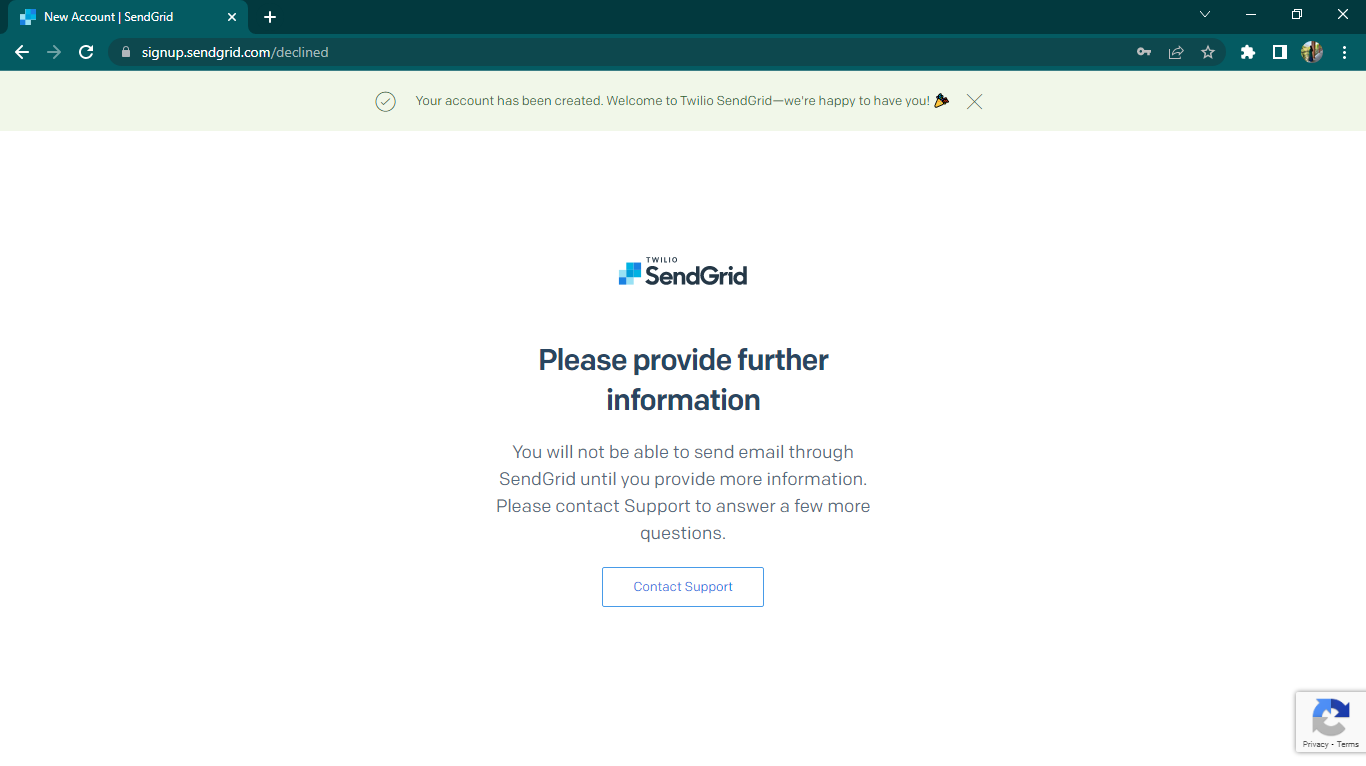 New Account | SendGrid
signup.sendgrid.com/declined
Your account has been created. Welcome to Twilio SendGrid—we're happy to have you! 🎉
TWILIO
SendGrid
Please provide further
information
You will not be able to send email through
SendGrid until you provide more information.
Please contact Support to answer a few more
questions.
Contact Support
Privacy - Terms